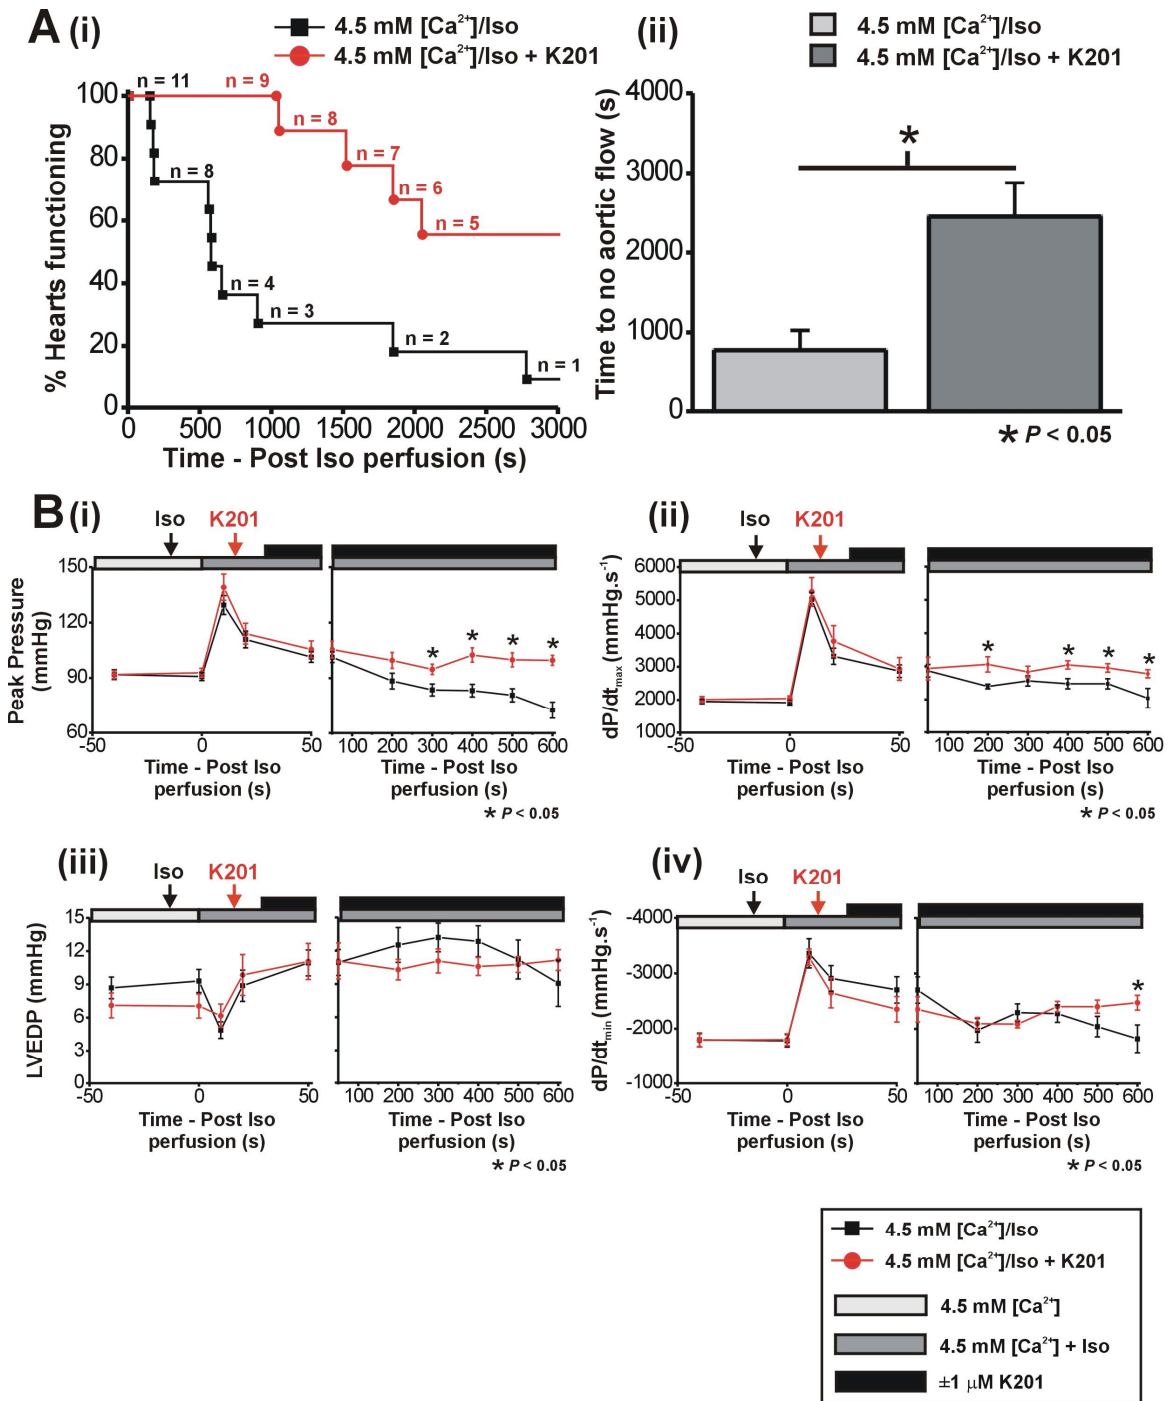 A (i)
4.5 mM [Ca²⁺]/Iso
4.5 mM [Ca²⁺]/Iso + K201
n = 11
n = 9
n = 8
n = 8
n = 7
n = 6
n = 5
n = 4
n = 3
n = 2
n = 1
100
80
60
40
20
0
% Hearts functioning
0 500 1000 1500 2000 2500 3000
Time - Post Iso perfusion (s)
(ii)
4.5 mM [Ca²⁺]/Iso
4.5 mM [Ca²⁺]/Iso + K201
4000
3000
2000
1000
0
Time to no aortic flow (s)
*
* P < 0.05
B (i)
Iso K201
150
120
90
60
Peak Pressure
(mmHg)
* * * *
-50 0 50 100 200 300 400 500 600
Time - Post Iso
perfusion (s)
Time - Post Iso
perfusion (s)
* P < 0.05
(ii)
Iso K201
6000
5000
4000
3000
2000
1000
dP/dtmax (mmHg.s⁻¹)
* * * *
-50 0 50 100 200 300 400 500 600
Time - Post Iso
perfusion (s)
Time - Post Iso
perfusion (s)
* P < 0.05
(iii)
Iso K201
15
12
9
6
3
0
LVEDP (mmHg)
-50 0 50 100 200 300 400 500 600
Time - Post Iso
perfusion (s)
Time - Post Iso
perfusion (s)
* P < 0.05
(iv)
Iso K201
-4000
-3000
-2000
-1000
dP/dtmin (mmHg.s⁻¹)
*
-50 0 50 100 200 300 400 500 600
Time - Post Iso
perfusion (s)
Time - Post Iso
perfusion (s)
* P < 0.05
4.5 mM [Ca²⁺]/Iso
4.5 mM [Ca²⁺]/Iso + K201
4.5 mM [Ca²⁺]
4.5 mM [Ca²⁺] + Iso
±1 μM K201